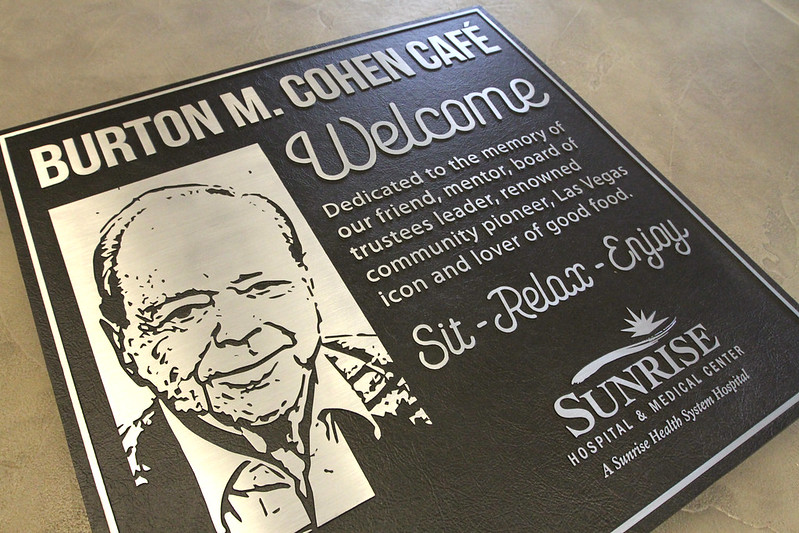 BURTON M. COHEN CAFÉ
Welcome
Dedicated to the memory of
our friend, mentor, board of
trustees leader, renowned
community pioneer, Las Vegas
icon and lover of good food.
Sit - Relax - Enjoy
SUNRISE
HOSPITAL & MEDICAL CENTER
A Sunrise Health System Hospital